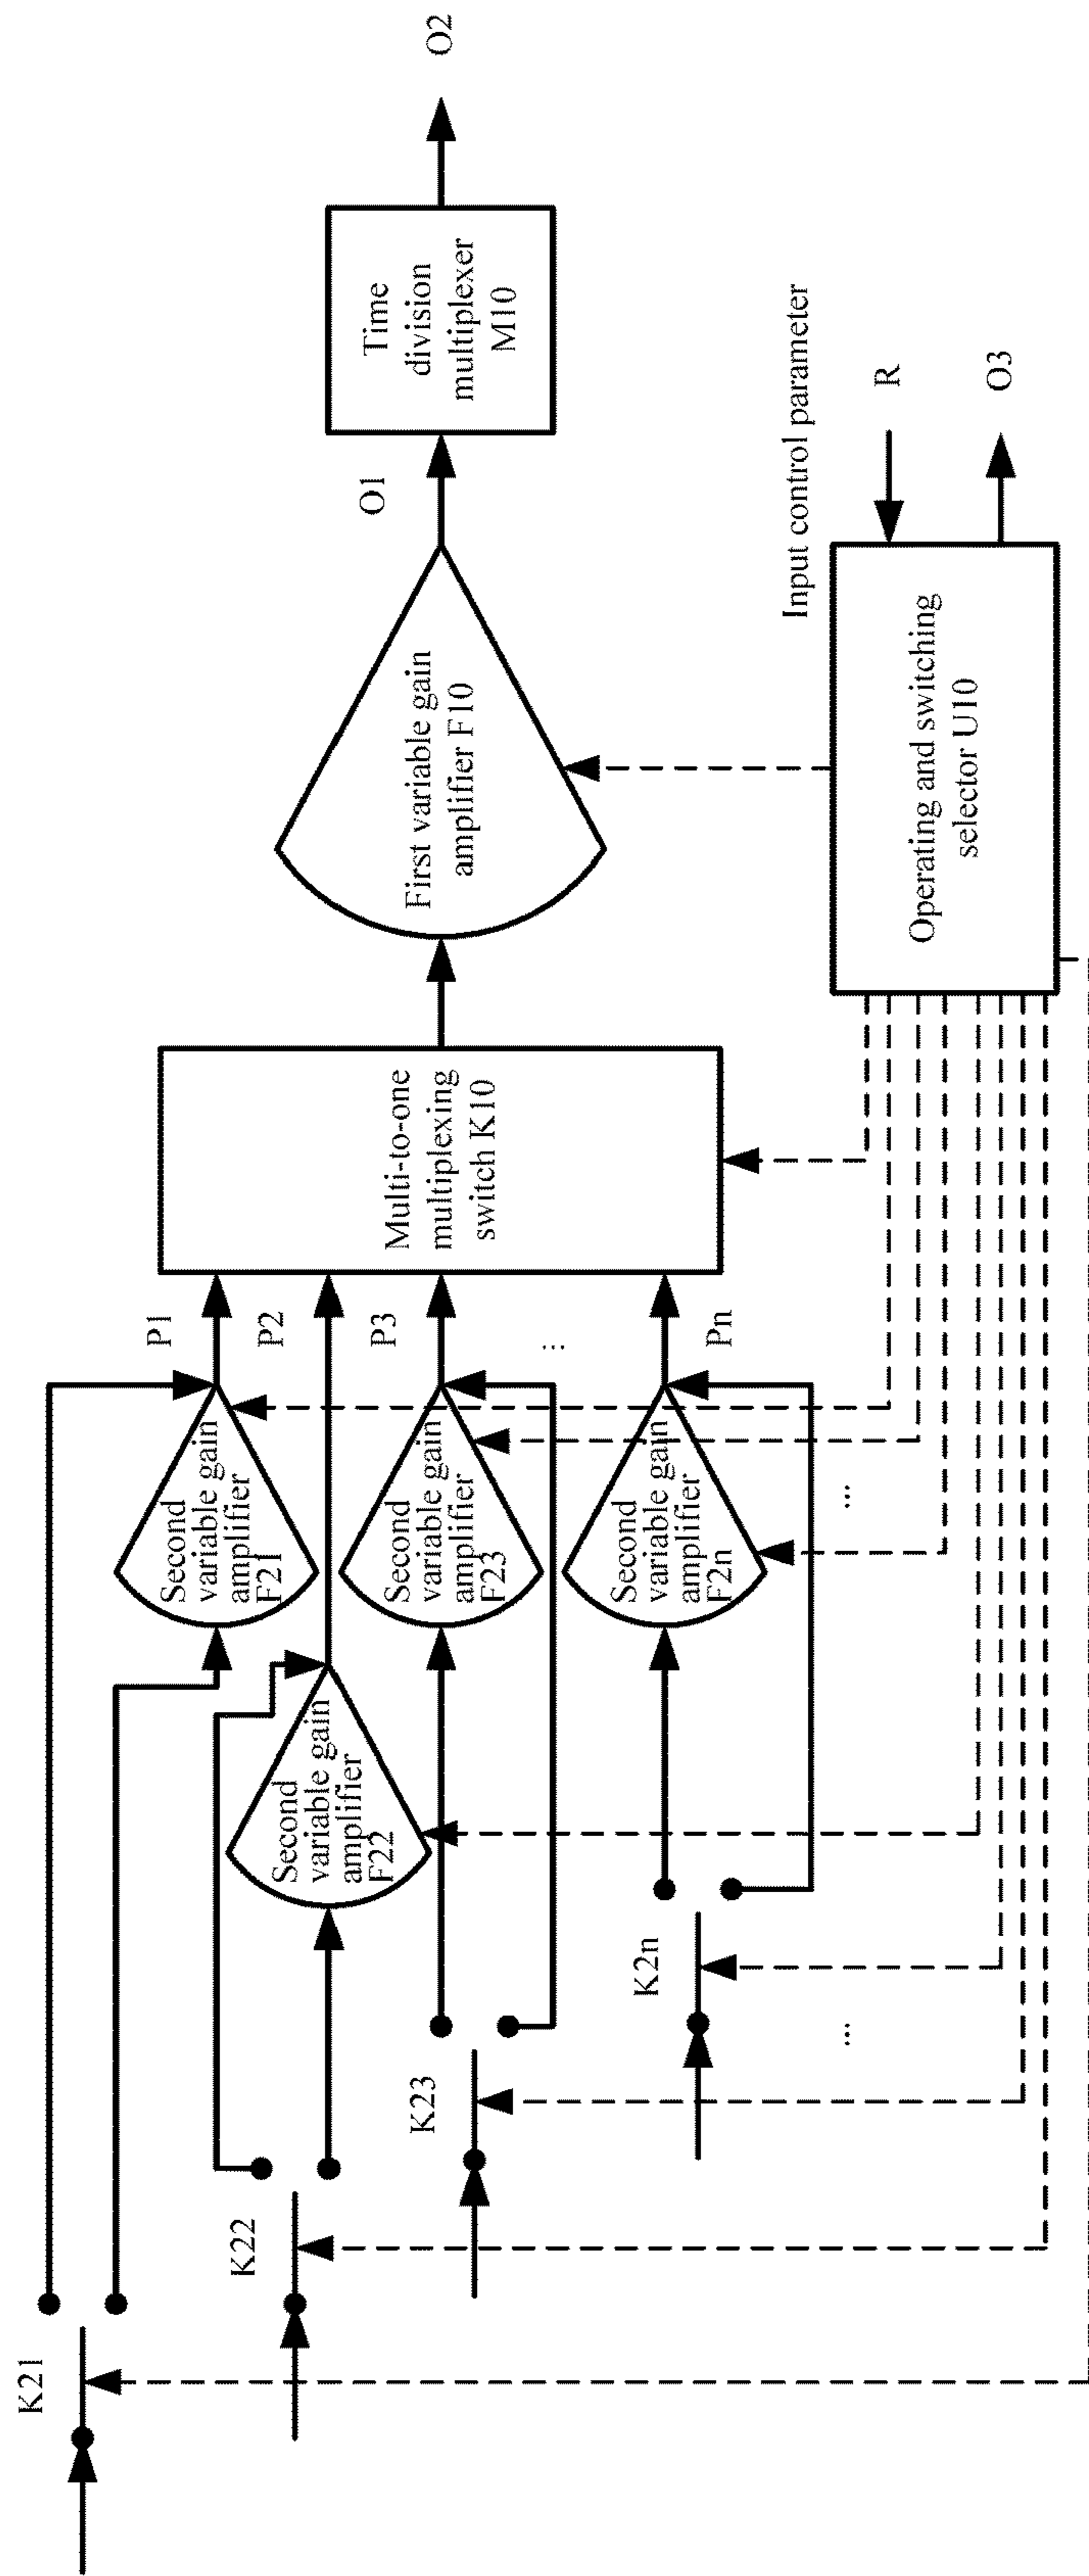 K21
K22
K23
K2n
...
Second
variable gain
amplifier
F21
Second
variable gain
amplifier
F22
Second
variable gain
amplifier
F23
Second
variable gain
amplifier
F2n
...
P1
P2
P3
...
Pn
Multi-to-one
multiplexing
switch K10
First variable gain
amplifier F10
O1
Time
division
multiplexer
M10
O2
Operating and switching
selector U10
Input control parameter
R
O3